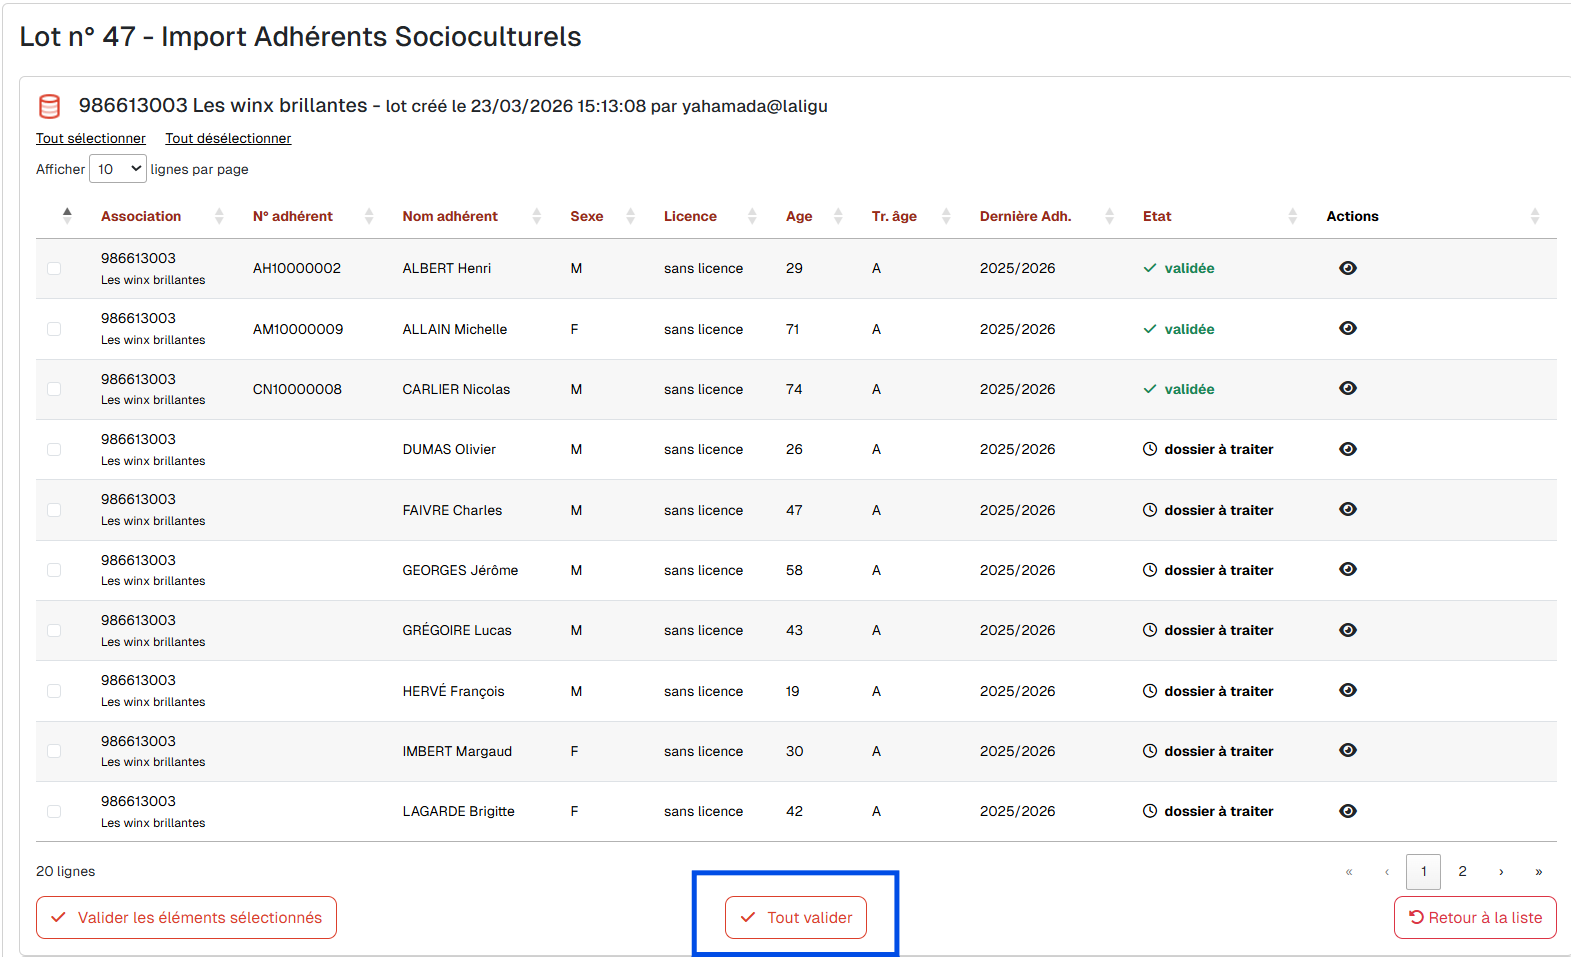 Lot n° 47 - Import Adhérents Socioculturels
986613003 Les winx brillantes - lot créé le 23/03/2026 15:13:08 par yahamada@laligu
Tout sélectionner Tout désélectionner
Afficher 10 lignes par page
Association N° adhérent Nom adhérent Sexe Licence Age Tr. âge Dernière Adh. Etat Actions
986613003
Les winx brillantes AH10000002 ALBERT Henri M sans licence 29 A 2025/2026 validée
986613003
Les winx brillantes AM10000009 ALLAIN Michelle F sans licence 71 A 2025/2026 validée
986613003
Les winx brillantes CN10000008 CARLIER Nicolas M sans licence 74 A 2025/2026 validée
986613003
Les winx brillantes DUMAS Olivier M sans licence 26 A 2025/2026 dossier à traiter
986613003
Les winx brillantes FAIVRE Charles M sans licence 47 A 2025/2026 dossier à traiter
986613003
Les winx brillantes GEORGES Jérôme M sans licence 58 A 2025/2026 dossier à traiter
986613003
Les winx brillantes GRÉGOIRE Lucas M sans licence 43 A 2025/2026 dossier à traiter
986613003
Les winx brillantes HERVÉ François M sans licence 19 A 2025/2026 dossier à traiter
986613003
Les winx brillantes IMBERT Margaud F sans licence 30 A 2025/2026 dossier à traiter
986613003
Les winx brillantes LAGARDE Brigitte F sans licence 42 A 2025/2026 dossier à traiter
20 lignes « ‹ 1 2 › »
Valider les éléments sélectionnés Tout valider Retour à la liste